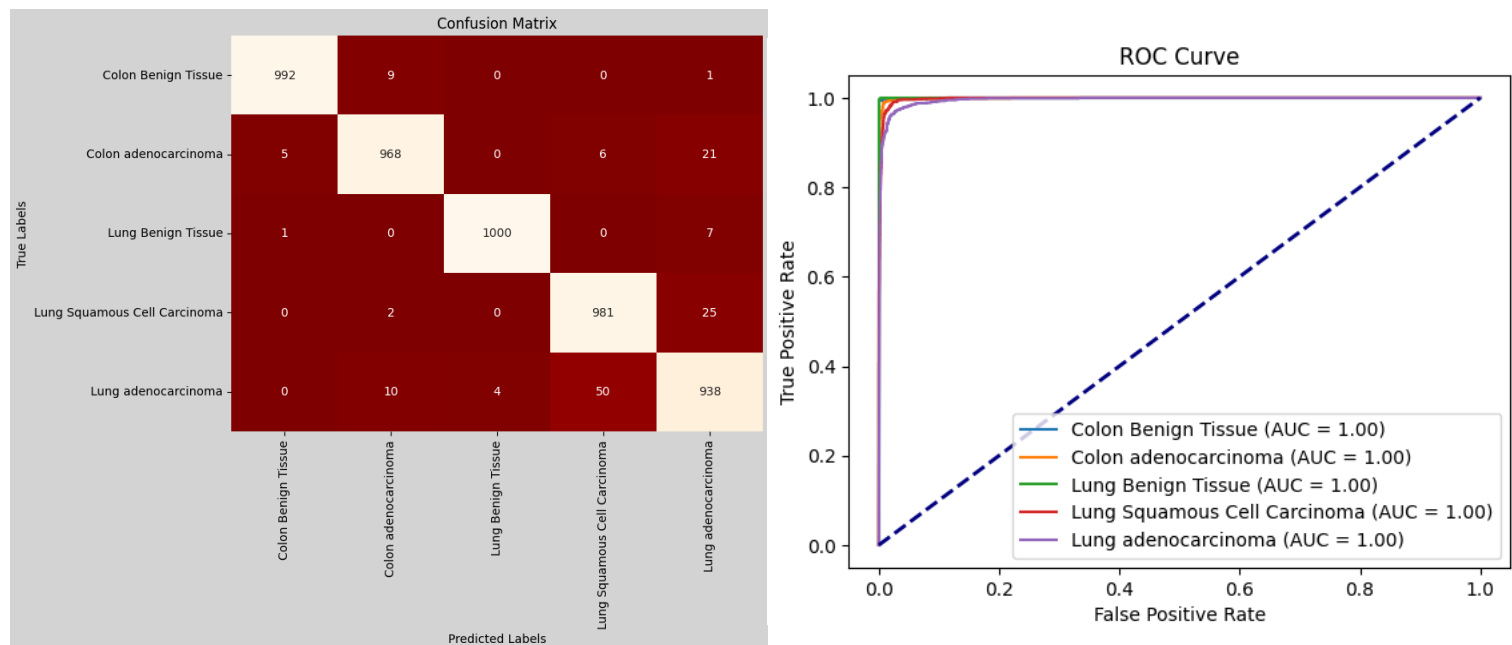 Confusion Matrix
True Labels
Colon Benign Tissue 992 9 0 0 1
Colon adenocarcinoma 5 968 0 6 21
Lung Benign Tissue 1 0 1000 0 7
Lung Squamous Cell Carcinoma 0 2 0 981 25
Lung adenocarcinoma 0 10 4 50 938
Colon Benign Tissue
Colon adenocarcinoma
Lung Benign Tissue
Lung Squamous Cell Carcinoma
Lung adenocarcinoma
Predicted Labels
ROC Curve
True Positive Rate
1.0
0.8
0.6
0.4
0.2
0.0
Colon Benign Tissue (AUC = 1.00)
Colon adenocarcinoma (AUC = 1.00)
Lung Benign Tissue (AUC = 1.00)
Lung Squamous Cell Carcinoma (AUC = 1.00)
Lung adenocarcinoma (AUC = 1.00)
0.0 0.2 0.4 0.6 0.8 1.0
False Positive Rate